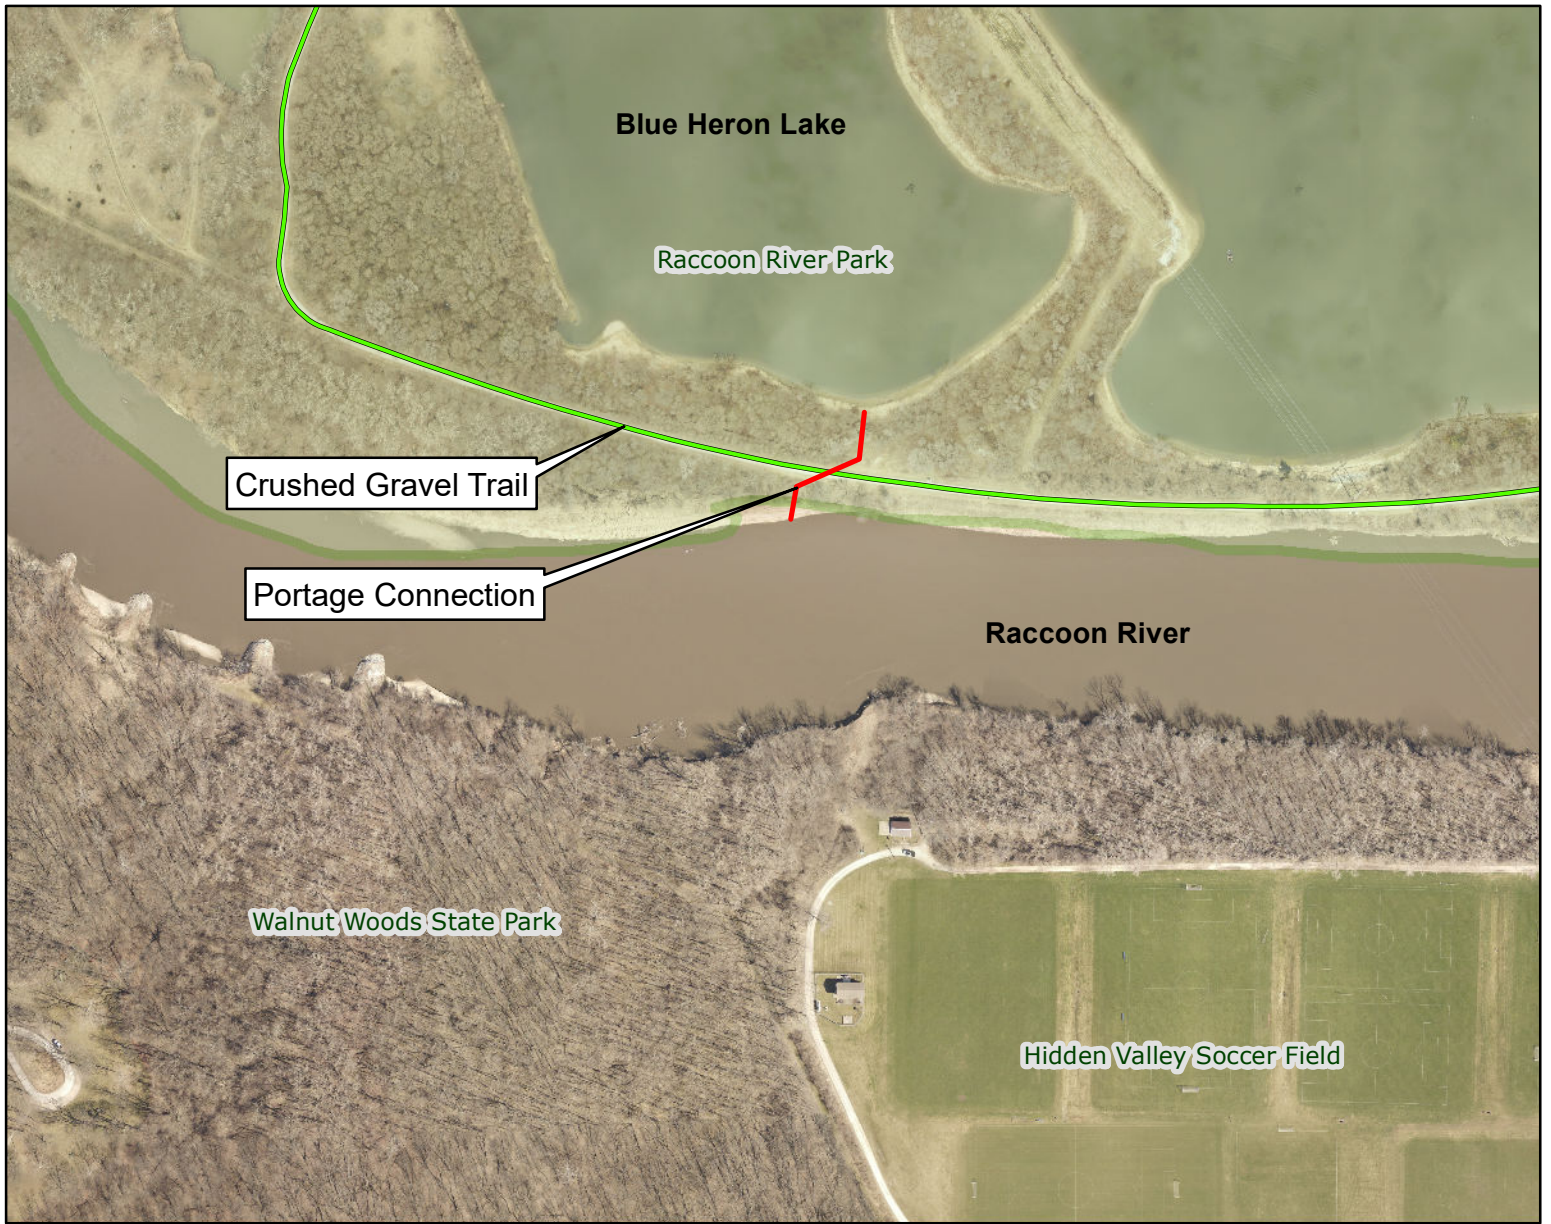 Blue Heron Lake
Raccoon River Park
Crushed Gravel Trail
Portage Connection
Raccoon River
Walnut Woods State Park
Hidden Valley Soccer Field